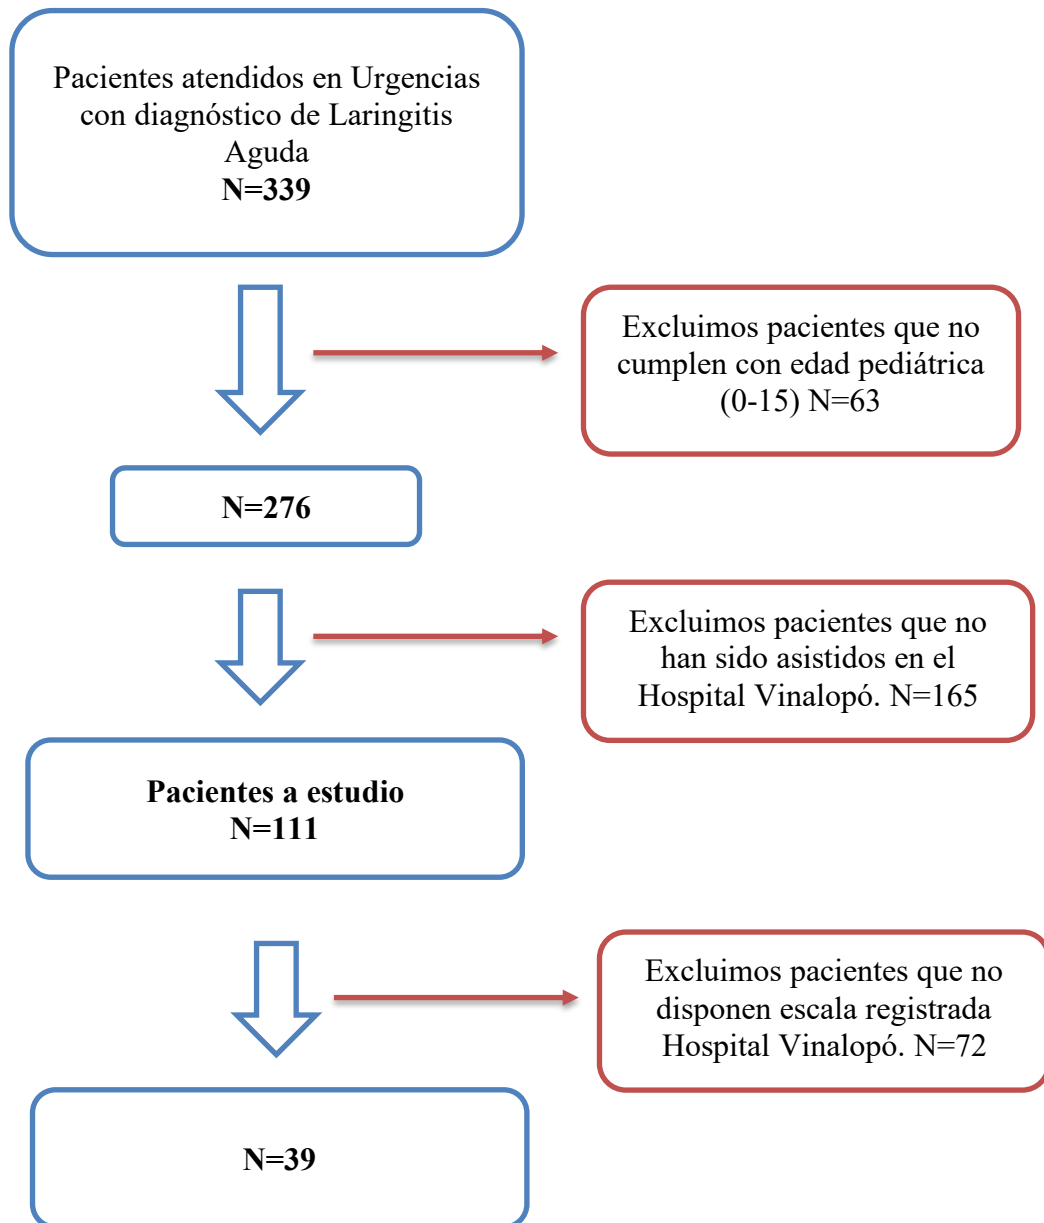 Pacientes atendidos en Urgencias
con diagnóstico de Laringitis
Aguda
N=339
Excluimos pacientes que no
cumplen con edad pediátrica
(0-15) N=63
N=276
Excluimos pacientes que no
han sido asistidos en el
Hospital Vinalopó. N=165
Pacientes a estudio
N=111
Excluimos pacientes que no
disponen escala registrada
Hospital Vinalopó. N=72
N=39